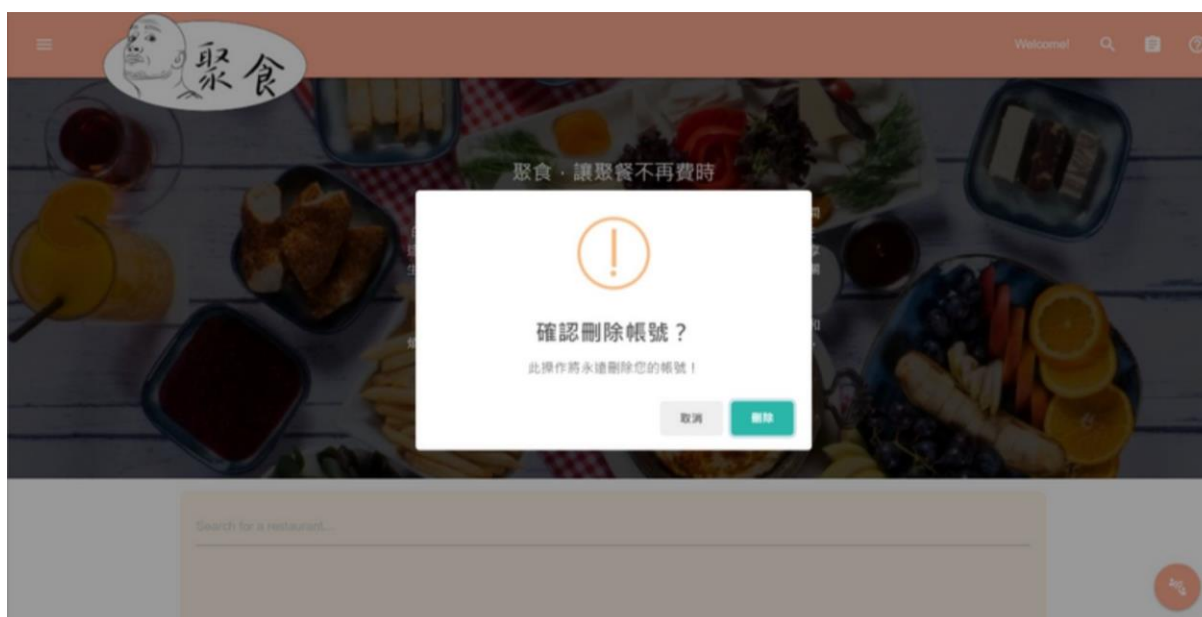 聚食
Welcome!
聚食 · 讓聚餐不再費時
確認刪除帳號？
此操作將永遠刪除您的帳號！
取消
刪除
Search for a restaurant...